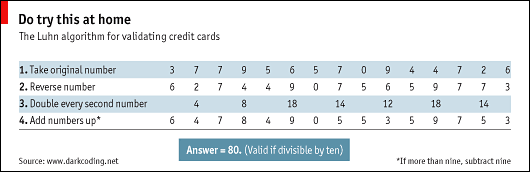 Do try this at home
The Luhn algorithm for validating credit cards
1. Take original number 3 7 7 9 5 6 5 7 0 9 4 4 7 2 6
2. Reverse number 6 2 7 4 4 9 0 7 5 6 5 9 7 7 3
3. Double every second number 4 8 18 14 12 18 14
4. Add numbers up* 6 4 7 8 4 9 0 5 5 3 5 9 7 5 3
Answer = 80. (Valid if divisible by ten)
Source: www.darkcoding.net *If more than nine, subtract nine